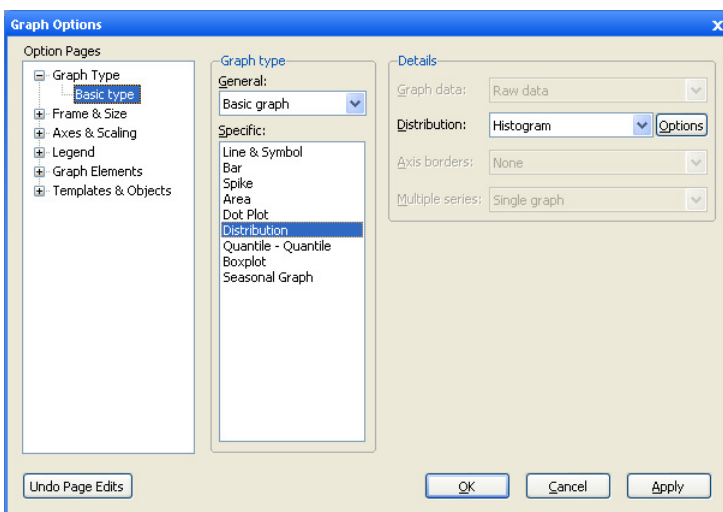 Graph Options
X
Option Pages
Graph Type
Basic type
Frame & Size
Axes & Scaling
Legend
Graph Elements
Templates & Objects
Graph type
General:
Basic graph
Specific:
Line & Symbol
Bar
Spike
Area
Dot Plot
Distribution
Quantile - Quantile
Boxplot
Seasonal Graph
Details
Graph data: Raw data
Distribution: Histogram Options
Axis borders: None
Multiple series: Single graph
Undo Page Edits OK Cancel Apply